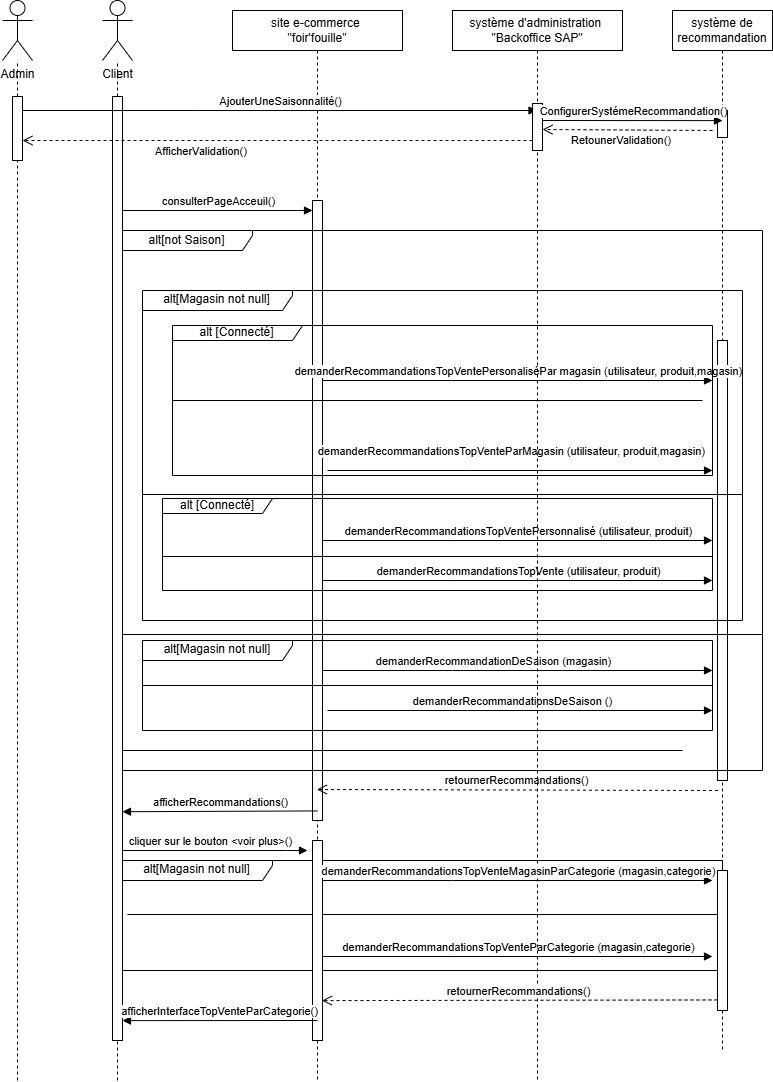 site e-commerce
"foir'fouille"
système d'administration
"Backoffice SAP"
système de
recommandation
Admin
Client
AjouterUneSaisonnalité()
ConfigurerSystémeRecommandation()
RetounerValidation()
AfficherValidation()
consulterPageAcceuil()
alt[not Saison]
alt[Magasin not null]
alt [Connecté]
demanderRecommandationsTopVentePersonaliséPar magasin (utilisateur, produit,magasin)
demanderRecommandationsTopVenteParMagasin (utilisateur, produit,magasin)
alt [Connecté]
demanderRecommandationsTopVentePersonnalisé (utilisateur, produit)
demanderRecommandationsTopVente (utilisateur, produit)
alt[Magasin not null]
demanderRecommandationDeSaison (magasin)
demanderRecommandationsDeSaison ()
retournerRecommandations()
afficherRecommandations()
cliquer sur le bouton <voir plus>()
alt[Magasin not null]
demanderRecommandationsTopVenteMagasinParCategorie (magasin,categorie)
demanderRecommandationsTopVenteParCategorie (magasin,categorie)
retournerRecommandations()
afficherInterfaceTopVenteParCategorie()